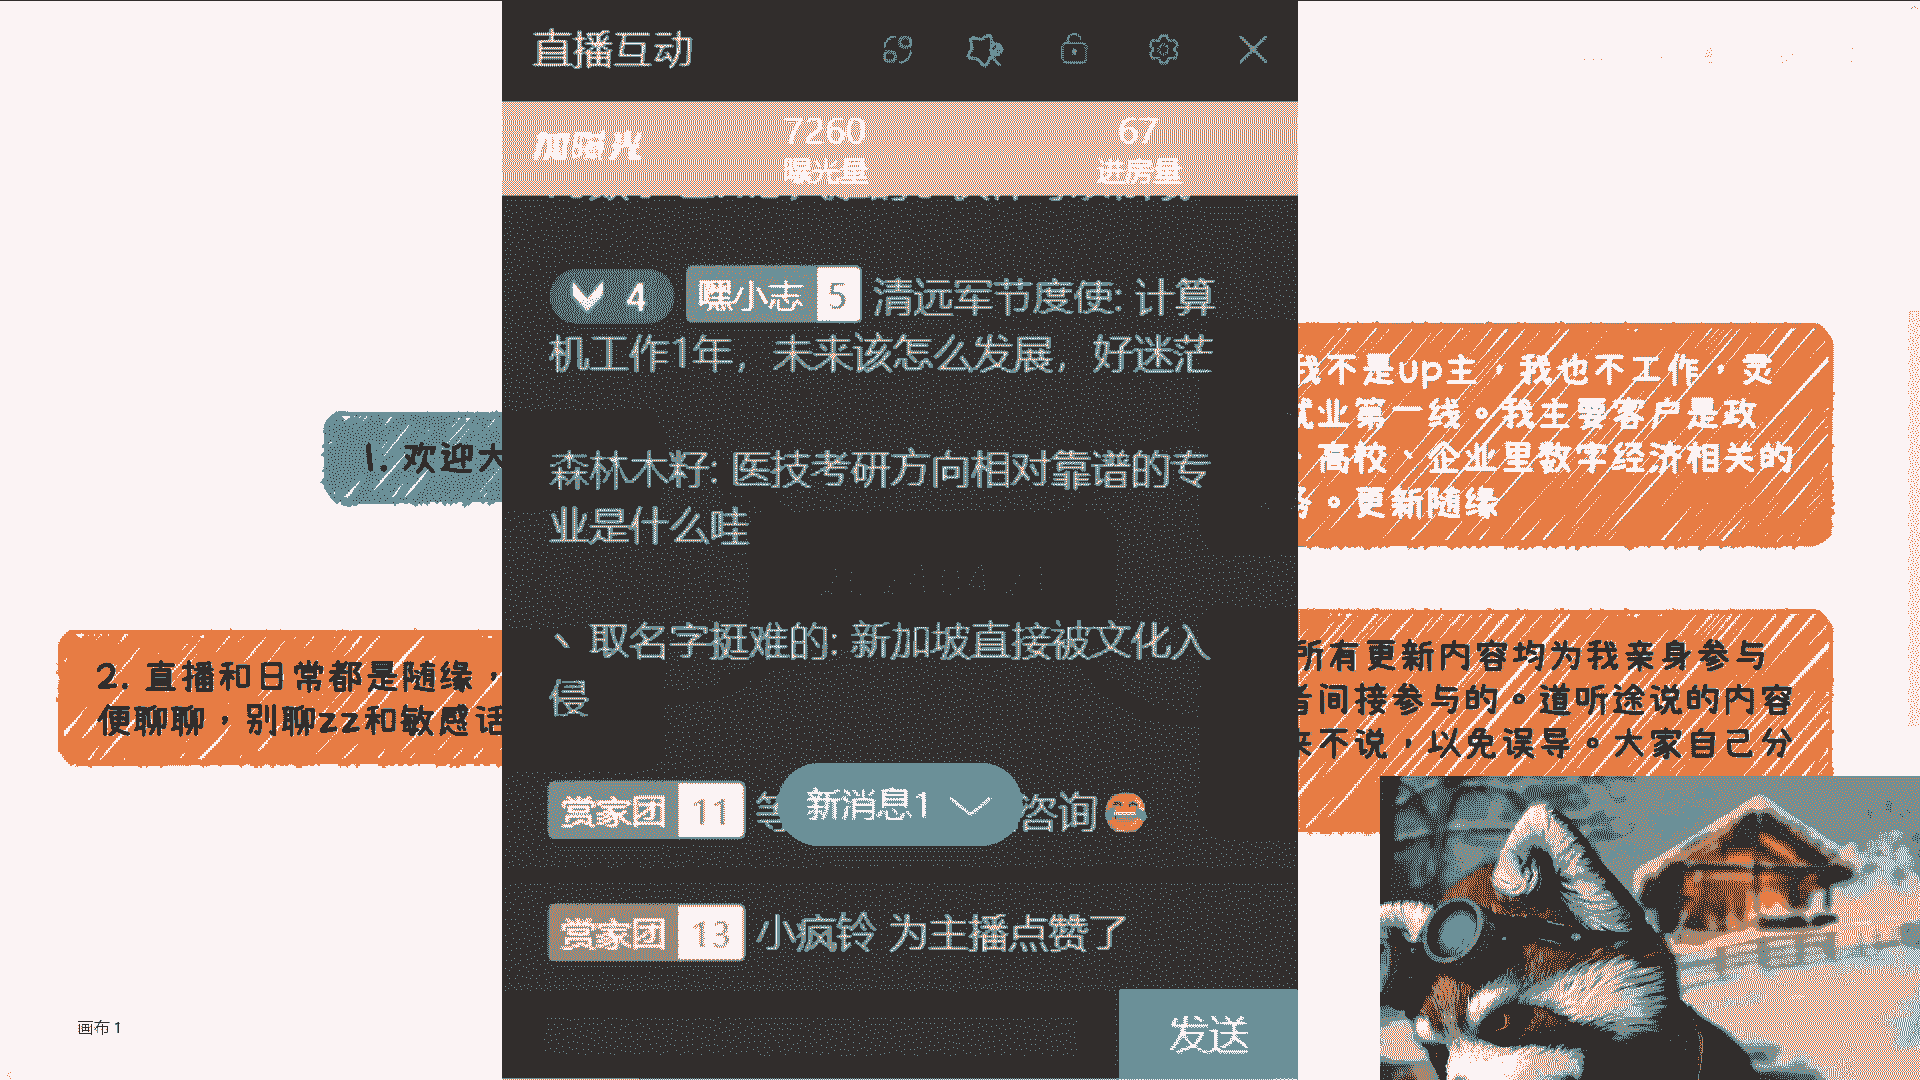 直播互动
加曝光
7260
曝光量
67
进房量
4 嘿小志 5 清远军节度使: 计算
机工作1年，未来该怎么发展，好迷茫
森林木籽: 医技考研方向相对靠谱的专
业是什么哇
丶取名字挺难的: 新加坡直接被文化入
侵
赏家团 11 等
咨询
新消息1
赏家团 13 小疯铃 为主播点赞了
发送
1. 欢迎大
2. 直播和日常都是随缘，
便聊聊，别聊zz和敏感话
我不是up主，我也不工作，灵
就业第一线。我主要客户是政
、高校、企业里数字经济相关的
务。更新随缘
所有更新内容均为我亲身参与
者间接参与的。道听途说的内容
来不说，以免误导。大家自己分
画布 1